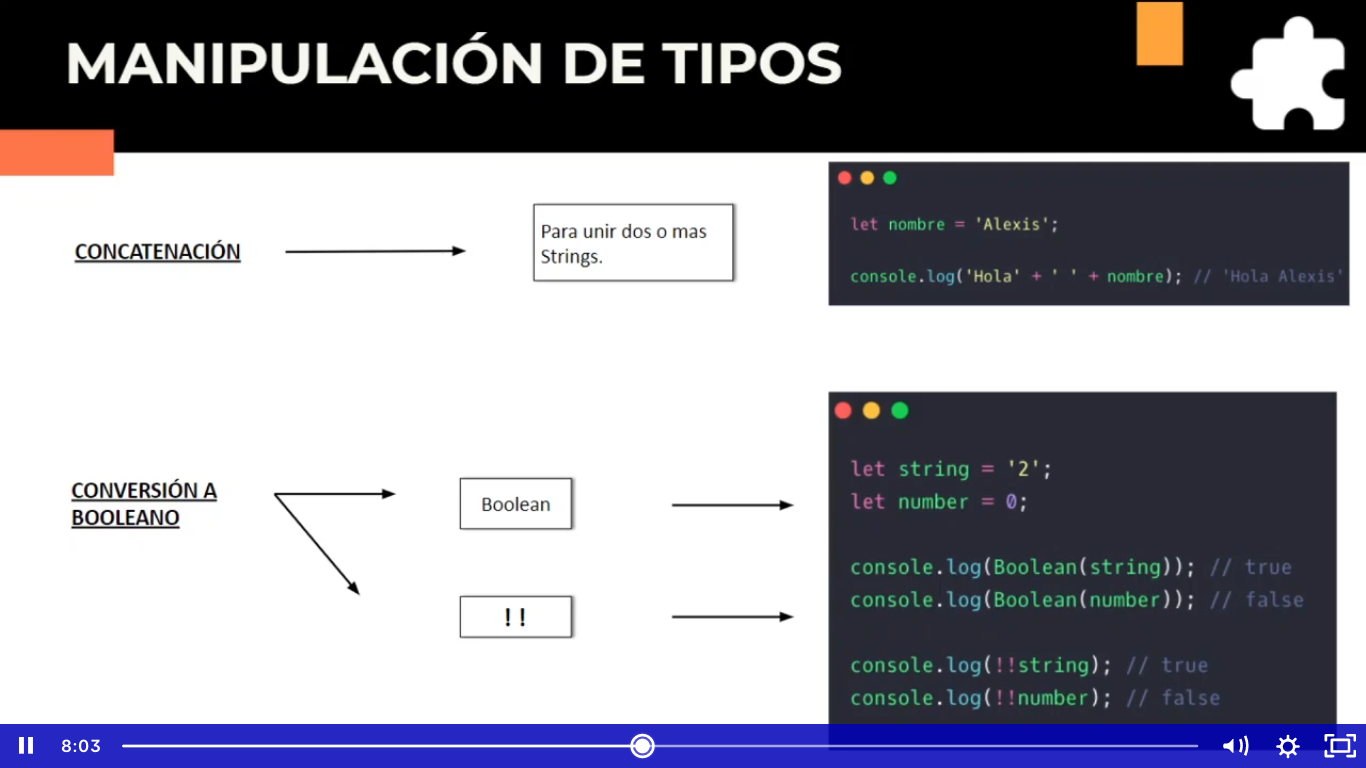 MANIPULACIÓN DE TIPOS
CONCATENACIÓN
Para unir dos o mas
Strings.
let nombre = 'Alexis';
console.log('Hola' + ' ' + nombre); // 'Hola Alexis'
CONVERSIÓN A
BOOLEANO
Boolean
!!
let string = '2';
let number = 0;
console.log(Boolean(string)); // true
console.log(Boolean(number)); // false
console.log(!!string); // true
console.log(!!number); // false
8:03